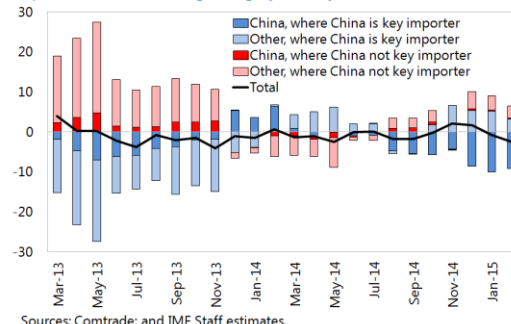 30
20
10
0
-10
-20
-30
China, where China is key importer
Other, where China is key importer
China, where China not key importer
Other, where China not key importer
Total
Mar-13
May-13
Jul-13
Sep-13
Nov-13
Jan-14
Mar-14
May-14
Jul-14
Sep-14
Nov-14
Jan-15
Sources: Comtrade; and IMF Staff estimates.